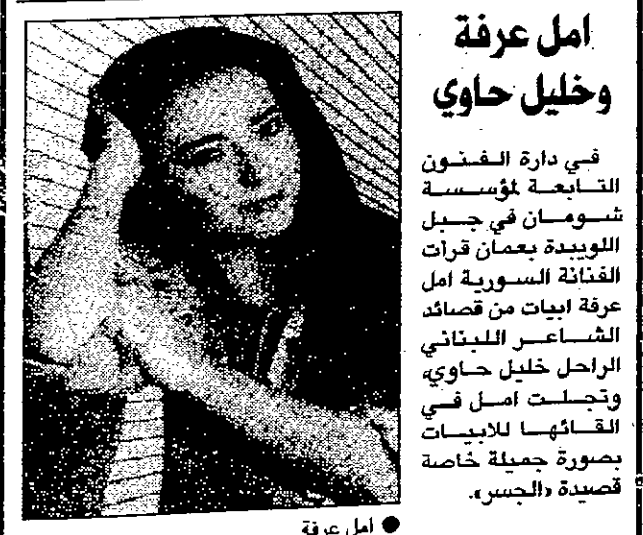 امل عرفة
وخليل حاوي
في دارة الفنون
التابعة لمؤسسة
شومان في جبل
اللويبدة بعمان قرات
الفنانة السورية امل
عرفة ابيات من قصائد
الشاعر اللبناني
الراحل خليل حاوي،
وتجلت امل في
القائها للابيات
بصورة جميلة خاصة
قصيدة «الجسر».
● امل عرفة